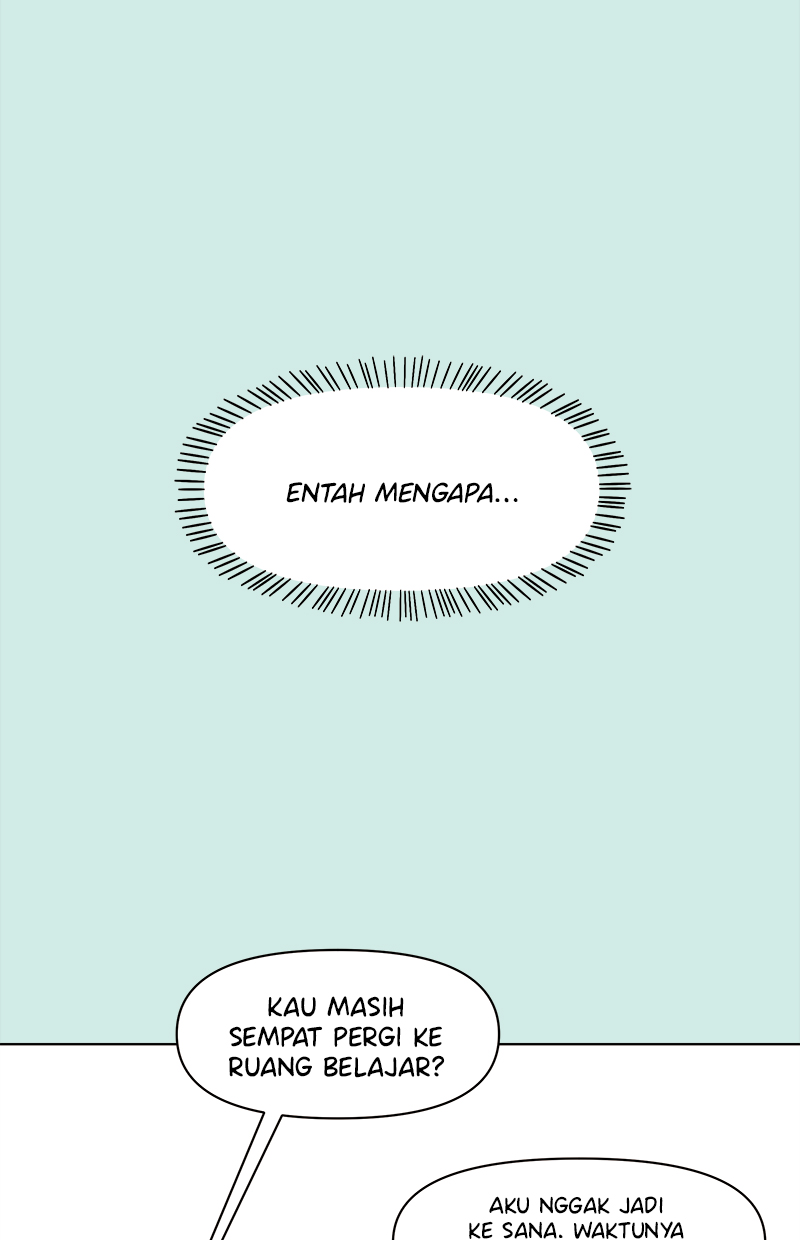 ENTAH MENGAPA...
KAU MASIH
SEMPAT PERGI KE
RUANG BELAJAR?
AKU NGGAK JADI
KE SANA. WAKTUNYA